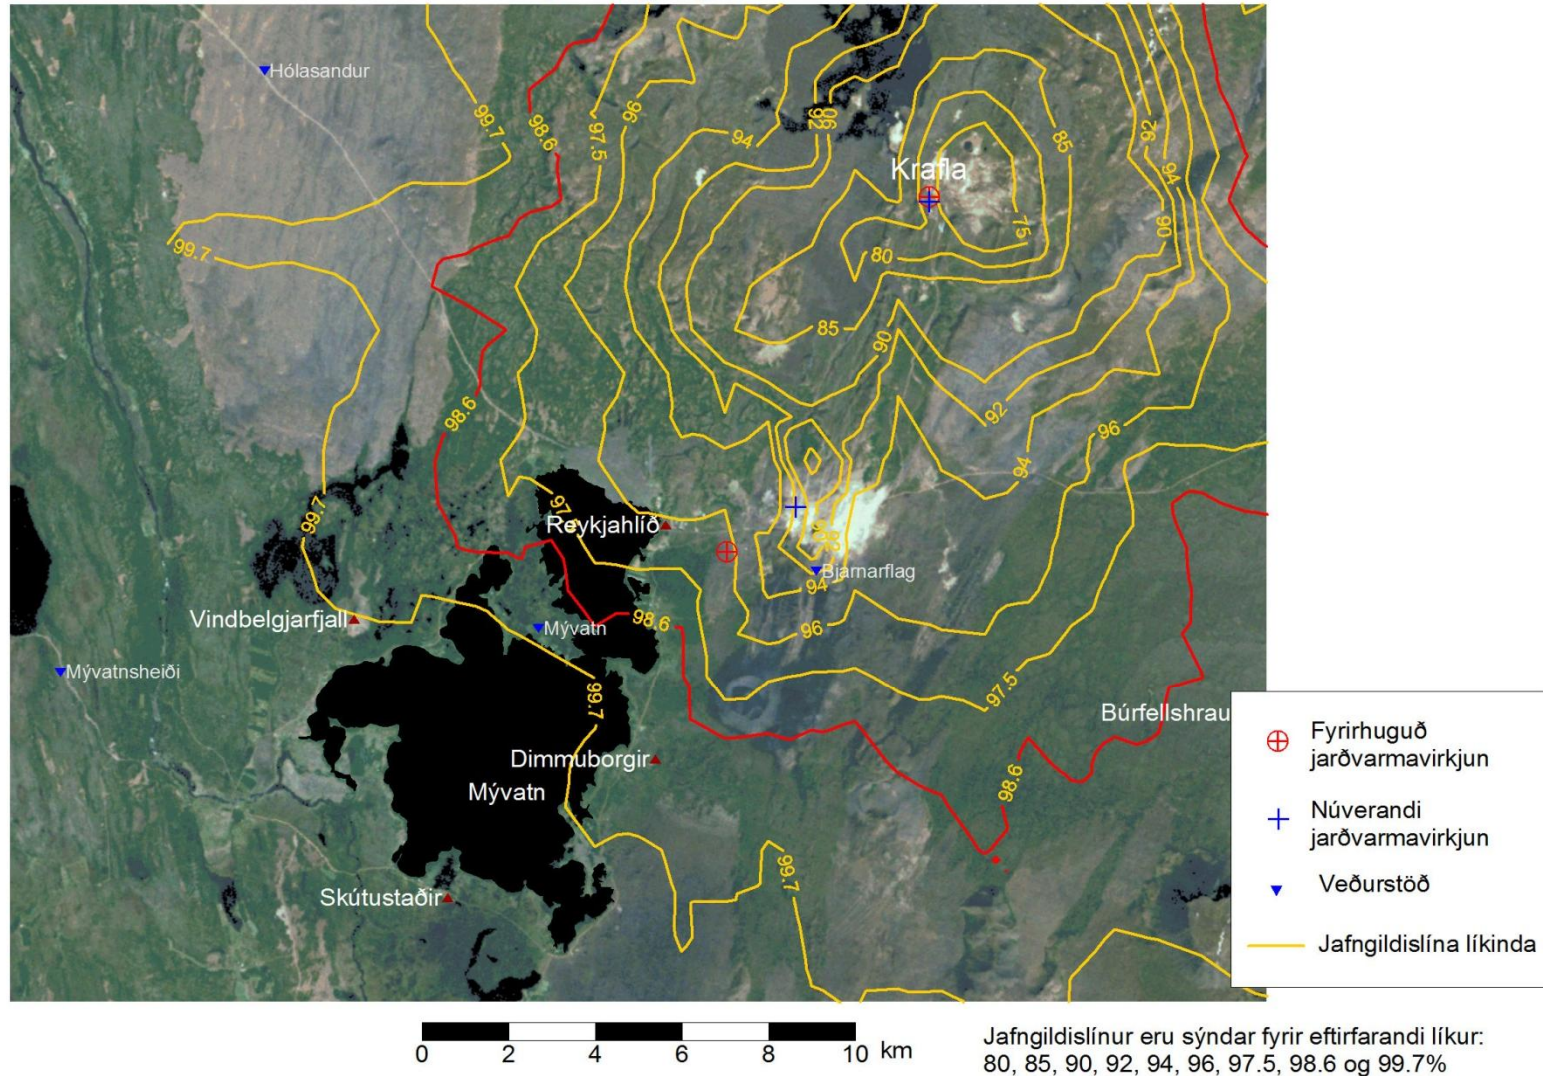 Hólasandur
99.7
98.6
97.5
96
94
92
90
85
92
94
90
Krafla
75
80
99.7
85
90
92
98.6
96
94
99.7
97.5
Reykjahlíð
Bjarnarflag
94
96
98.6
Vindbelgjarfjall
Mývatn
Mývatnsheiði
99.7
97.5
Búrfellshrau
Dimmuborgir
Mývatn
98.6
99.7
Skútustaðir
Fyrirhuguð
jarðvarmavirkjun
Núverandi
jarðvarmavirkjun
Veðurstöð
Jafngildislína líkinda
0 2 4 6 8 10 km
Jafngildislínur eru sýndar fyrir eftirfarandi líkur:
80, 85, 90, 92, 94, 96, 97.5, 98.6 og 99.7%